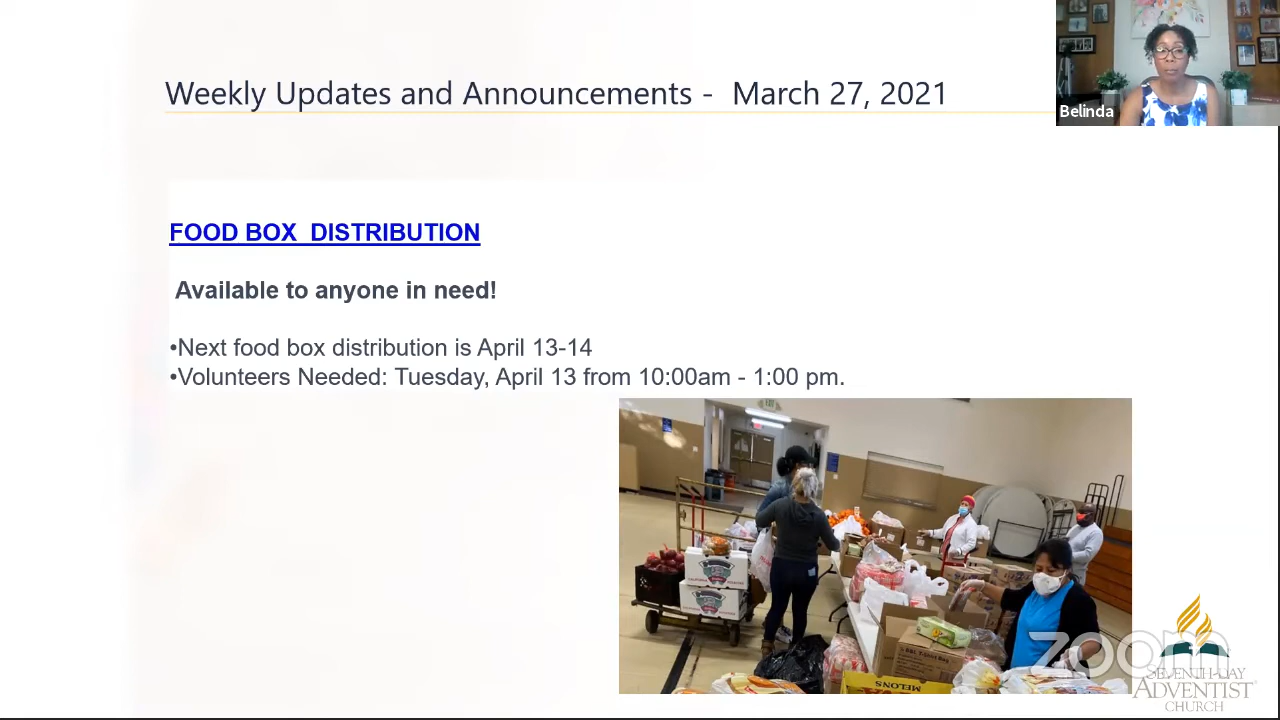 Weekly Updates and Announcements - March 27, 2021
Belinda
FOOD BOX DISTRIBUTION
Available to anyone in need!
•Next food box distribution is April 13-14
•Volunteers Needed: Tuesday, April 13 from 10:00am - 1:00 pm.
MELONS
zoom
SEVENTH-DAY
ADVENTIST
CHURCH